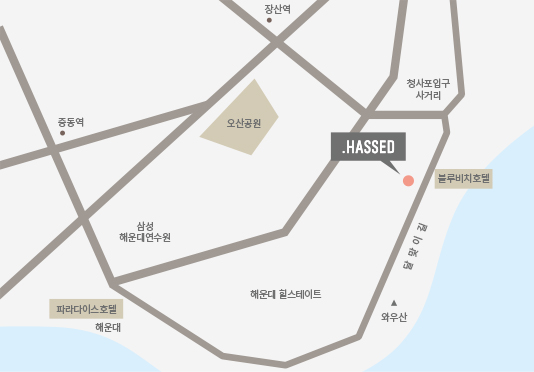 장산역
청사포입구
사거리
중동역
오산공원
.HASSED
블루비치호텔
삼성
해운대연수원
달맞이길
해운대 힐스테이트
파라다이스호텔
와우산
해운대